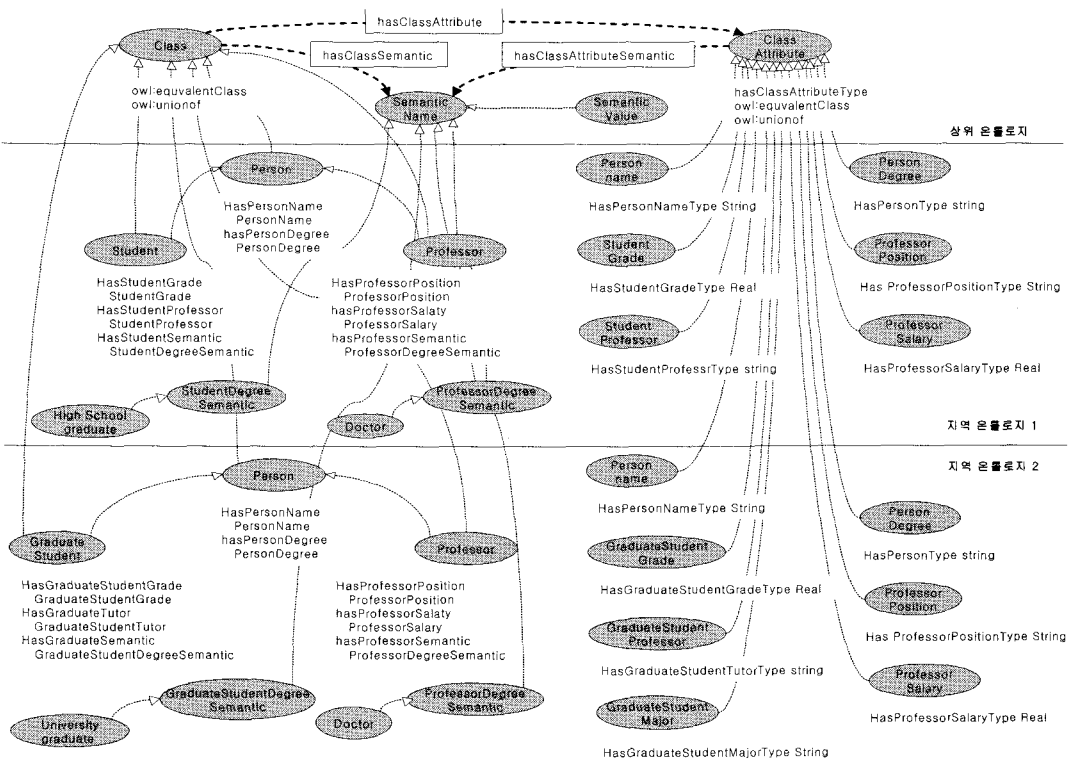 hasClassAttribute
Class
Class
Attribute
hasClassSemantic
hasClassAttributeSemantic
owl:equvalentClass
owl:unionof
Semantic
Name
Semantic
Value
hasClassAttributeType
owl:equvalentClass
owl:unionof
상위 온톨로지
Person
HasPersonName
PersonName
hasPersonDegree
PersonDegree
Student
HasStudentGrade
StudentGrade
HasStudentProfessor
StudentProfessor
HasStudentSemantic
StudentDegreeSemantic
Professor
HasProfessorPosition
ProfessorPosition
hasProfessorSalaty
ProfessorSalary
hasProfessorSemantic
ProfessorDegreeSemantic
High School
graduate
StudentDegree
Semantic
Doctor
ProfessorDegree
Semantic
Person
name
HasPersonNameType String
Student
Grade
HasStudentGradeType Real
Student
Professor
HasStudentProfessrType string
Person
Degree
HasPersonType string
Professor
Position
Has ProfessorPositionType String
Professor
Salary
HasProfessorSalaryType Real
지역 온톨로지 1
지역 온톨로지 2
Person
HasPersonName
PersonName
hasPersonDegree
PersonDegree
Graduate
Student
HasGraduateStudentGrade
GraduateStudentGrade
HasGraduateTutor
GraduateStudentTutor
HasGraduateSemantic
GraduateStudentDegreeSemantic
Professor
HasProfessorPosition
ProfessorPosition
hasProfessorSalaty
ProfessorSalary
hasProfessorSemantic
ProfessorDegreeSemantic
University
graduate
GraduateStudentDegree
Semantic
Doctor
ProfessorDegree
Semantic
Person
name
HasPersonNameType String
GraduateStudent
Grade
HasGraduateStudentGradeType Real
GraduateStudent
Professor
HasGraduateStudentTutorType string
GraduateStudent
Major
HasGraduateStudentMajorType String
Person
Degree
HasPersonType string
Professor
Position
Has ProfessorPositionType String
Professor
Salary
HasProfessorSalaryType Real